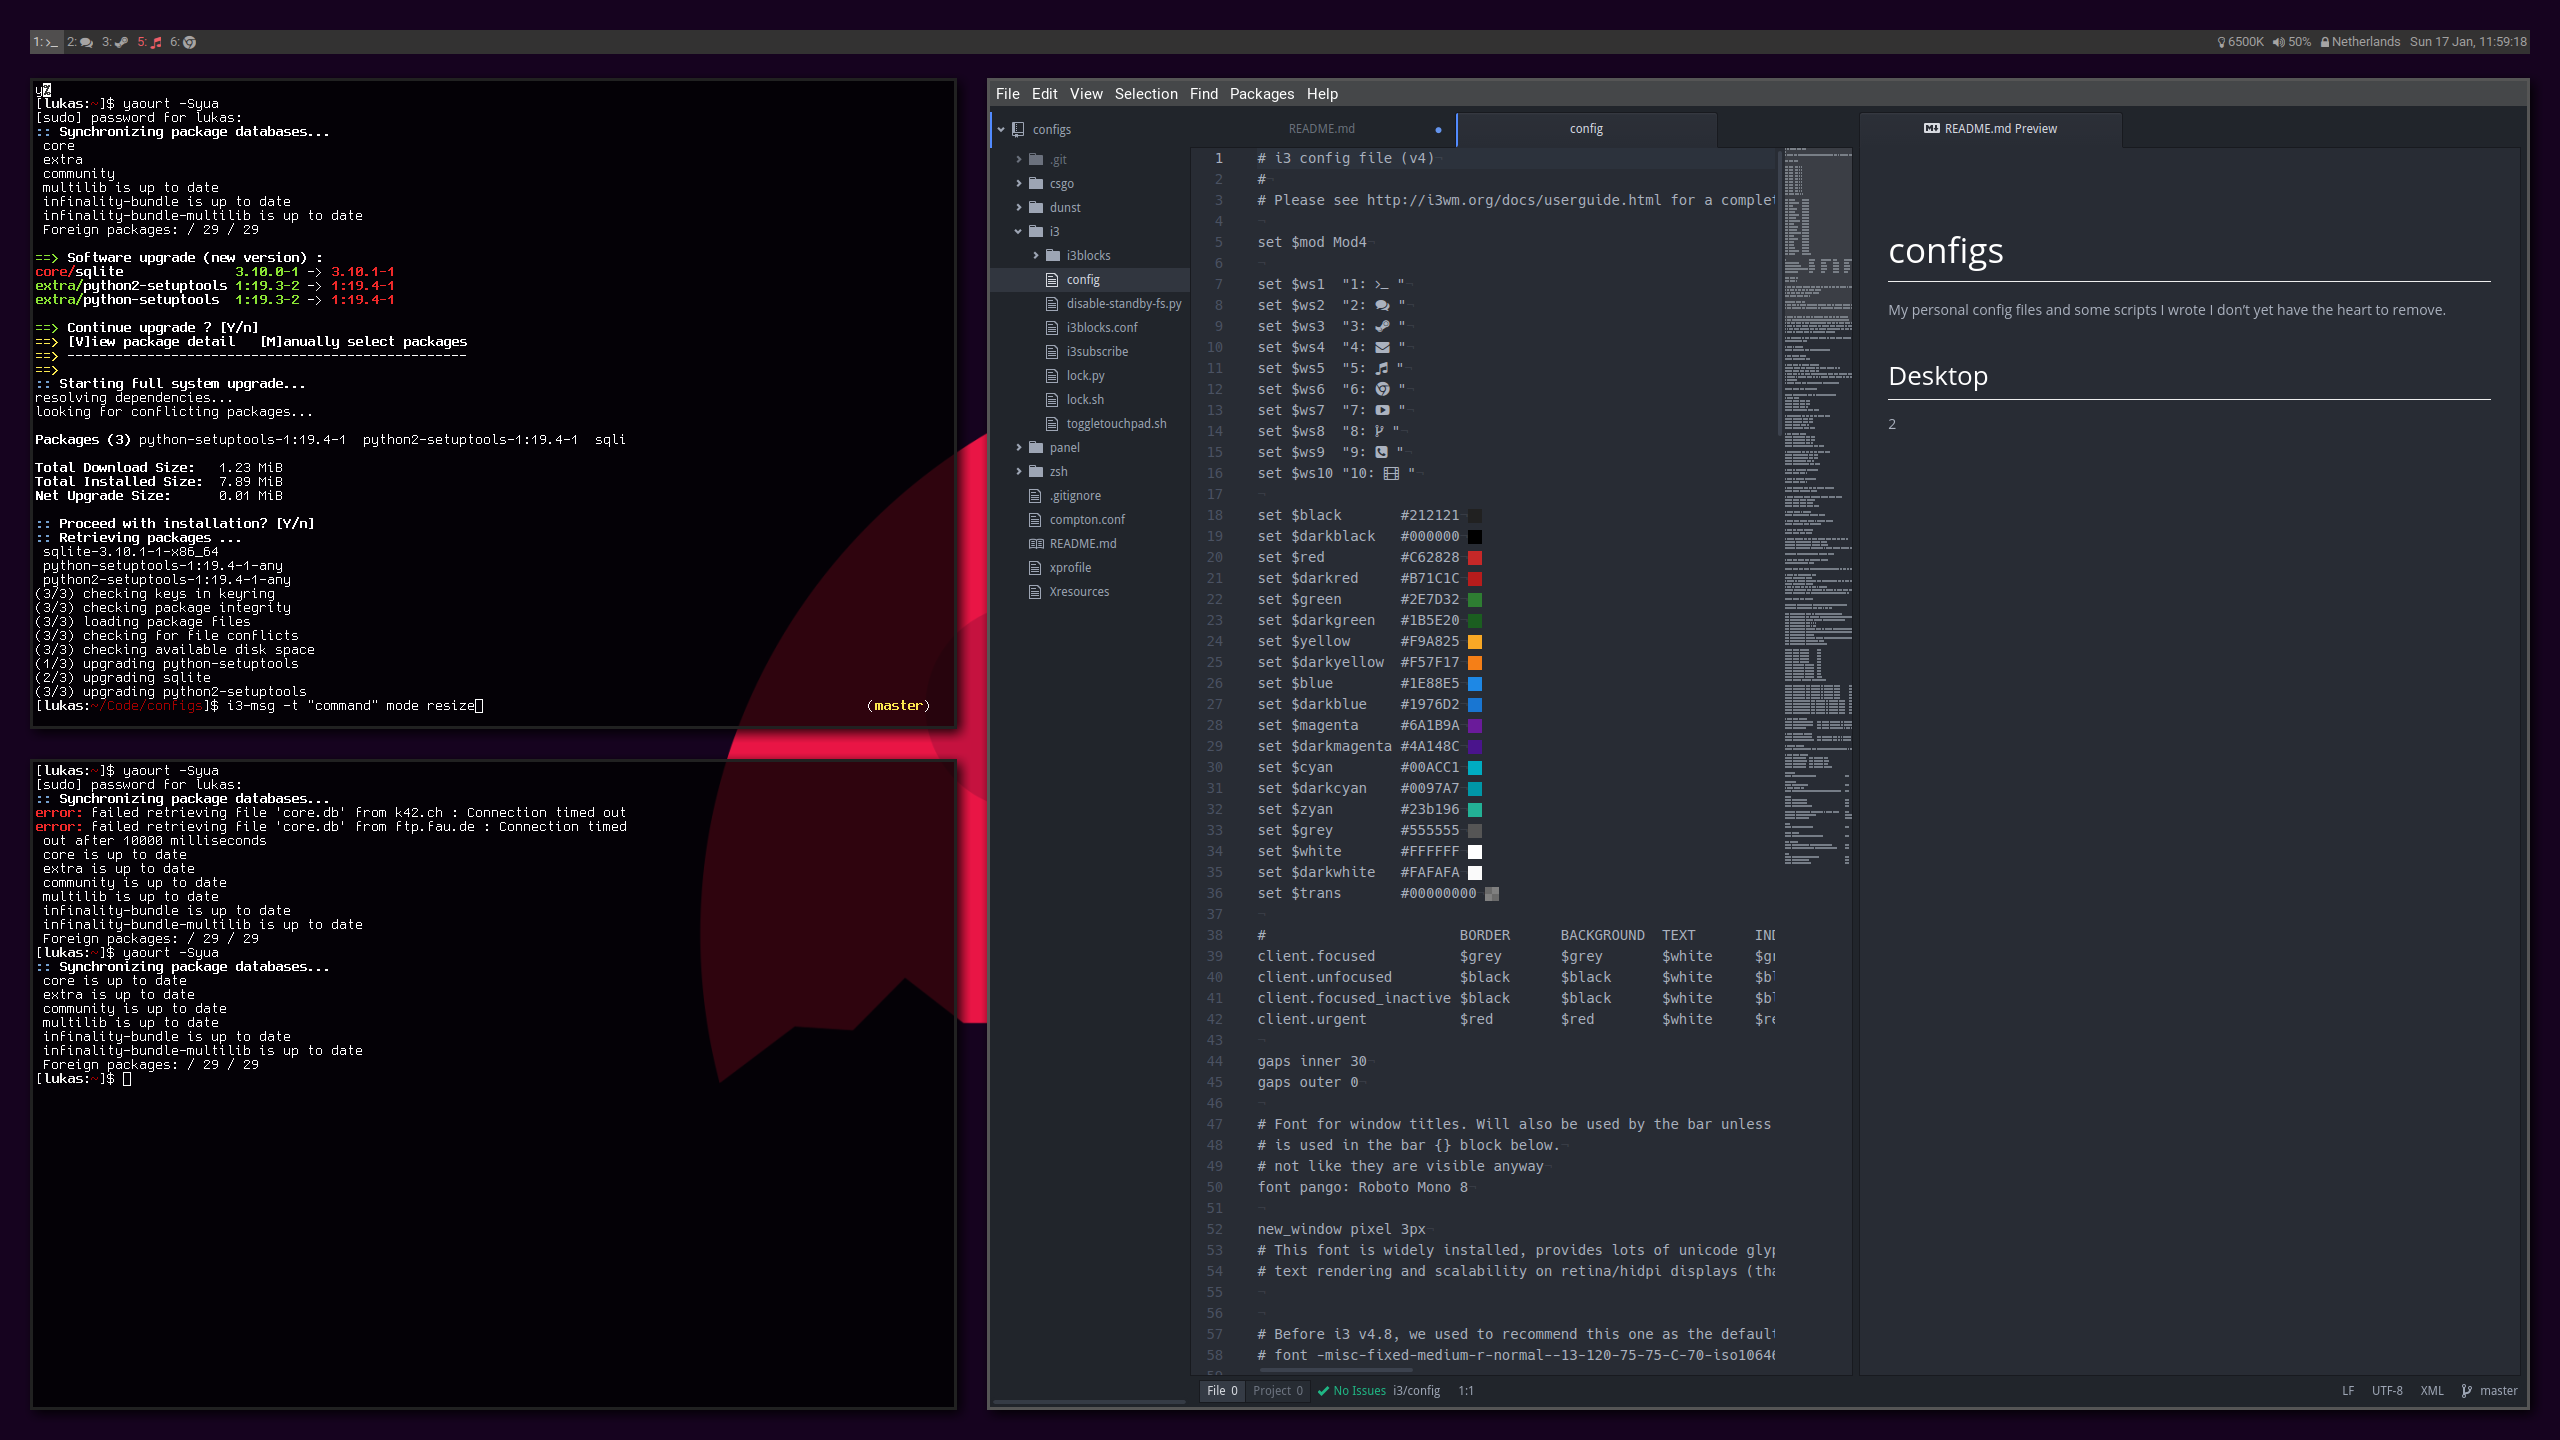 1: 2: 3: 5: 6:
6500K 50% Netherlands Sun 17 Jan, 11:59:18
yz
[lukas:~]$ yaourt -Syua
[sudo] password for lukas:
:: Synchronizing package databases...
core
extra
community
multilib is up to date
infinality-bundle is up to date
infinality-bundle-multilib is up to date
Foreign packages: / 29 / 29
==> Software upgrade (new version) :
core/sqlite 3.10.0-1 -> 3.10.1-1
extra/python2-setuptools 1:19.3-2 -> 1:19.4-1
extra/python-setuptools 1:19.3-2 -> 1:19.4-1
==> Continue upgrade ? [Y/n]
==> [V]iew package detail [M]anually select packages
==> --------------------------------------------------
==>
:: Starting full system upgrade...
resolving dependencies...
looking for conflicting packages...
Packages (3) python-setuptools-1:19.4-1 python2-setuptools-1:19.4-1 sqli
Total Download Size: 1.23 MiB
Total Installed Size: 7.89 MiB
Net Upgrade Size: 0.01 MiB
:: Proceed with installation? [Y/n]
:: Retrieving packages ...
sqlite-3.10.1-1-x86_64
python-setuptools-1:19.4-1-any
python2-setuptools-1:19.4-1-any
(3/3) checking keys in keyring
(3/3) checking package integrity
(3/3) loading package files
(3/3) checking for file conflicts
(3/3) checking available disk space
(1/3) upgrading python-setuptools
(2/3) upgrading sqlite
(3/3) upgrading python2-setuptools
[lukas:~/Code/configs]$ i3-msg -t "command" mode resize (master)
[lukas:~]$ yaourt -Syua
[sudo] password for lukas:
:: Synchronizing package databases...
error: failed retrieving file 'core.db' from k42.ch : Connection timed out
error: failed retrieving file 'core.db' from ftp.fau.de : Connection timed
out after 10000 milliseconds
core is up to date
extra is up to date
community is up to date
multilib is up to date
infinality-bundle is up to date
infinality-bundle-multilib is up to date
Foreign packages: / 29 / 29
[lukas:~]$ yaourt -Syua
:: Synchronizing package databases...
core is up to date
extra is up to date
community is up to date
multilib is up to date
infinality-bundle is up to date
infinality-bundle-multilib is up to date
Foreign packages: / 29 / 29
[lukas:~]$
File Edit View Selection Find Packages Help
configs
.git
csgo
dunst
i3
i3blocks
config
disable-standby-fs.py
i3blocks.conf
i3subscribe
lock.py
lock.sh
toggletouchpad.sh
panel
zsh
.gitignore
compton.conf
README.md
xprofile
Xresources
README.md config
1 # i3 config file (v4)
2 #
3 # Please see http://i3wm.org/docs/userguide.html for a complet
4
5 set $mod Mod4
6
7 set $ws1 "1: >_ "
8 set $ws2 "2: "
9 set $ws3 "3: "
10 set $ws4 "4: "
11 set $ws5 "5: "
12 set $ws6 "6: "
13 set $ws7 "7: "
14 set $ws8 "8: "
15 set $ws9 "9: "
16 set $ws10 "10: "
17
18 set $black #212121
19 set $darkblack #000000
20 set $red #C62828
21 set $darkred #B71C1C
22 set $green #2E7D32
23 set $darkgreen #1B5E20
24 set $yellow #F9A825
25 set $darkyellow #F57F17
26 set $blue #1E88E5
27 set $darkblue #1976D2
28 set $magenta #6A1B9A
29 set $darkmagenta #4A148C
30 set $cyan #00ACC1
31 set $darkcyan #0097A7
32 set $zyan #23b196
33 set $grey #555555
34 set $white #FFFFFF
35 set $darkwhite #FAFAFA
36 set $trans #00000000
37
38 # BORDER BACKGROUND TEXT IND
39 client.focused $grey $grey $white $gr
40 client.unfocused $black $black $white $bl
41 client.focused_inactive $black $black $white $bl
42 client.urgent $red $red $white $re
43
44 gaps inner 30
45 gaps outer 0
46
47 # Font for window titles. Will also be used by the bar unless
48 # is used in the bar {} block below.
49 # not like they are visible anyway
50 font pango: Roboto Mono 8
51
52 new_window pixel 3px
53 # This font is widely installed, provides lots of unicode glyp
54 # text rendering and scalability on retina/hidpi displays (tha
55
56
57 # Before i3 v4.8, we used to recommend this one as the default
58 # font -misc-fixed-medium-r-normal--13-120-75-75-C-70-iso10646
README.md Preview
configs
My personal config files and some scripts I wrote I don't yet have the heart to remove.
Desktop
2
File 0 Project 0 No Issues i3/config 1:1
LF UTF-8 XML master